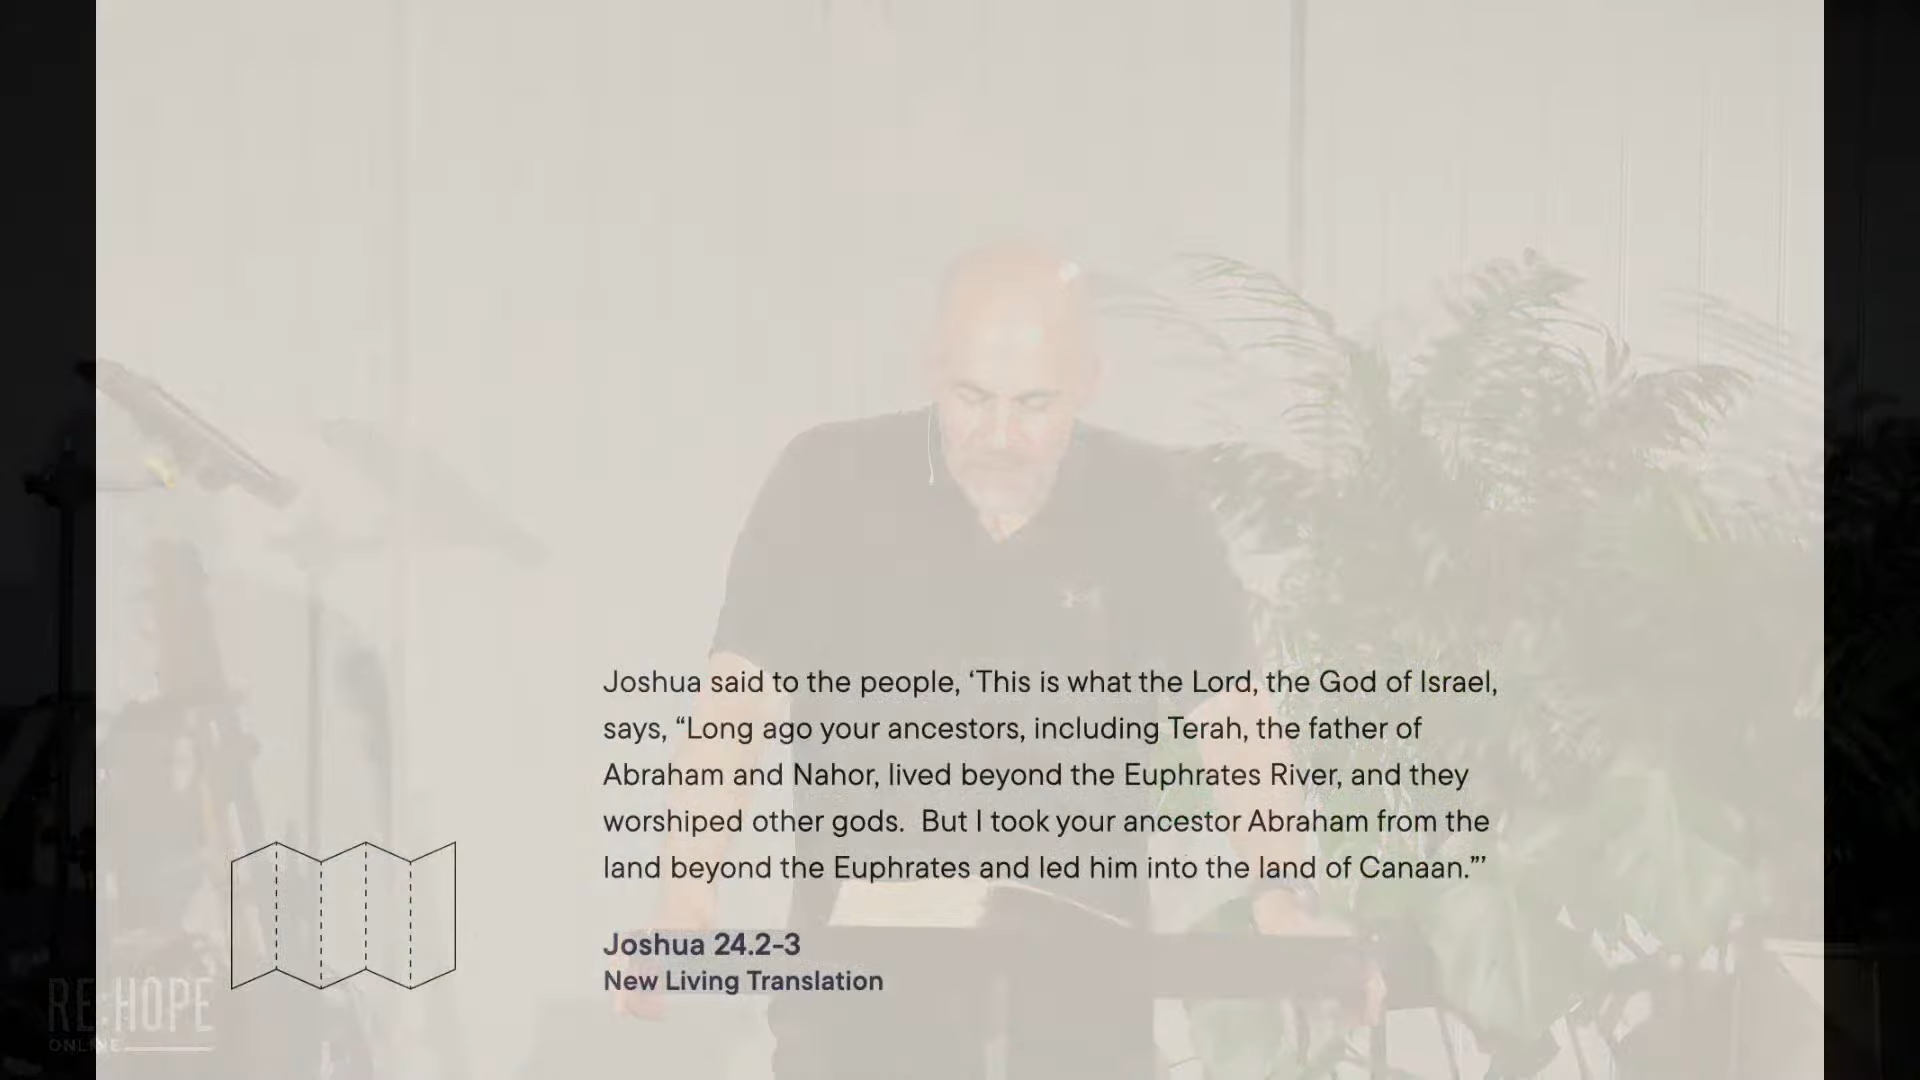 Joshua said to the people, ‘This is what the Lord, the God of Israel,
says, “Long ago your ancestors, including Terah, the father of
Abraham and Nahor, lived beyond the Euphrates River, and they
worshiped other gods.  But I took your ancestor Abraham from the
land beyond the Euphrates and led him into the land of Canaan.”’
Joshua 24.2-3
New Living Translation
RE:HOPE
ONLINE